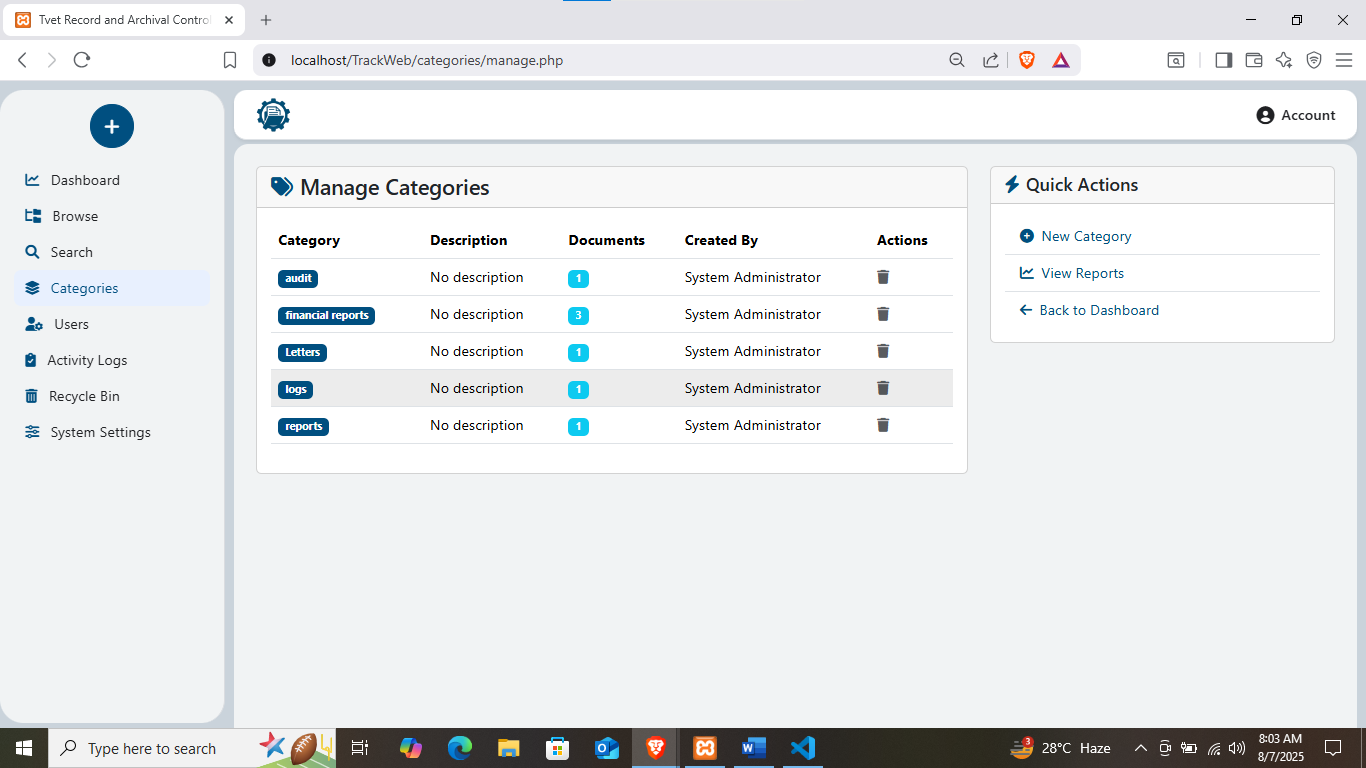 Tvet Record and Archival Control
localhost/TrackWeb/categories/manage.php
Dashboard
Browse
Search
Categories
Users
Activity Logs
Recycle Bin
System Settings
Account
Manage Categories
Category Description Documents Created By Actions
audit No description 1 System Administrator
financial reports No description 3 System Administrator
Letters No description 1 System Administrator
logs No description 1 System Administrator
reports No description 1 System Administrator
Quick Actions
New Category
View Reports
Back to Dashboard
Type here to search
3
28°C Haze
8:03 AM
8/7/2025